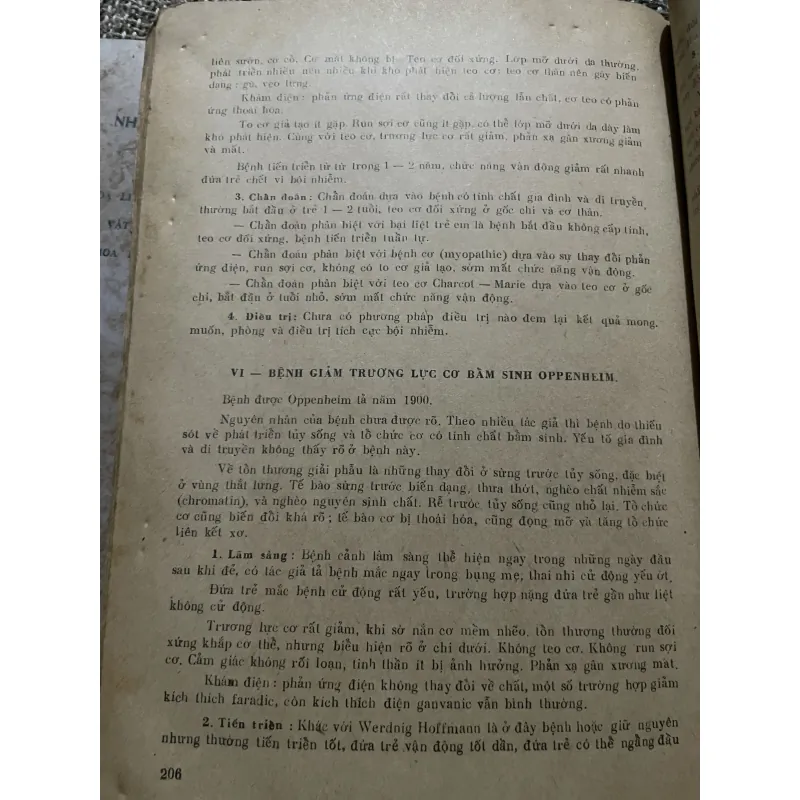 liên sườn, cơ cổ. Cơ mặt không bị. Teo cơ đối xứng. Lớp mỡ dưới da thường
phát triển nhiều nên nhiều khi khó phát hiện teo cơ; teo cơ thân nên gây biến
dạng: gù, vẹo lưng.
Khám điện: phản ứng điện rất thay đổi cả lượng lẫn chất, cơ teo có phản
ứng thoái hóa.
To cơ giả tạo ít gặp. Run sợi cơ cũng ít gặp, có thể lớp mỡ dưới da dày làm
khó phát hiện. Cùng với teo cơ, trương lực cơ rất giảm, phản xạ gân xương giảm
và mất.
Bệnh tiến triển từ từ trong 1 — 2 năm, chức năng vận động giảm rất nhanh
đứa trẻ chết vì bội nhiễm.
3. Chẩn đoán: Chẩn đoán dựa vào bệnh có tính chất gia đình và di truyền,
thường bắt đầu ở trẻ 1 — 2 tuổi, teo cơ đối xứng ở gốc chi và cơ thân.
— Chẩn đoán phân biệt với bại liệt trẻ em là bệnh bắt đầu không cấp tính,
teo cơ đối xứng, bệnh tiến triển tuần tự.
— Chẩn đoán phân biệt với bệnh cơ (myopathie) dựa vào sự thay đổi phản
ứng điện, run sợi cơ, không có to cơ giả tạo, sớm mất chức năng vận động.
— Chẩn đoán phân biệt với teo cơ Charcot — Marie dựa vào teo cơ ở gốc
chi, bắt đầu ở tuổi nhỏ, sớm mất chức năng vận động.
4. Điều trị: Chưa có phương pháp điều trị nào đem lại kết quả mong
muốn, phòng và điều trị tích cực bội nhiễm.
VI — BỆNH GIẢM TRƯƠNG LỰC CƠ BẨM SINH OPPENHEIM.
Bệnh được Oppenheim tả năm 1900.
Nguyên nhân của bệnh chưa được rõ. Theo nhiều tác giả thì bệnh do thiếu
sót về phát triển tủy sống và tổ chức cơ có tính chất bẩm sinh. Yếu tố gia đình
và di truyền không thấy rõ ở bệnh này.
Về tổn thương giải phẫu là những thay đổi ở sừng trước tủy sống, đặc biệt
ở vùng thắt lưng. Tế bào sừng trước biến dạng, thưa thớt, nghèo chất nhiễm sắc
(chromatin), và nghèo nguyên sinh chất. Rễ trước tủy sống cũng nhỏ lại. Tổ chức
cơ cũng biến đổi khá rõ; tế bào cơ bị thoái hóa, cũng đọng mỡ và tăng tổ chức
liên kết xơ.
1. Lâm sàng: Bệnh cảnh lâm sàng thể hiện ngay trong những ngày đầu
sau khi đẻ, có tác giả tả bệnh mắc ngay trong bụng mẹ, thai nhi cử động yếu ớt.
Đứa trẻ mắc bệnh cử động rất yếu, trường hợp nặng đứa trẻ gần như liệt
không cử động.
Trương lực cơ rất giảm, khi sờ nắn cơ mềm nhẽo, tổn thương thường đối
xứng khắp cơ thể, nhưng biểu hiện rõ ở chi dưới. Không teo cơ. Không run sợi
cơ. Cảm giác không rối loạn, tinh thần ít bị ảnh hưởng. Phản xạ gân xương mất.
Khám điện: phản ứng điện không thay đổi về chất, một số trường hợp giảm
kích thích faradic, còn kích thích điện ganvanic vẫn bình thường.
2. Tiến triển: Khác với Werdnig Hoffmann là ở đây bệnh hoặc giữ nguyên
nhưng thường tiến triển tốt, đứa trẻ vận động tốt dần, đứa trẻ có thể ngẩng đầu
206